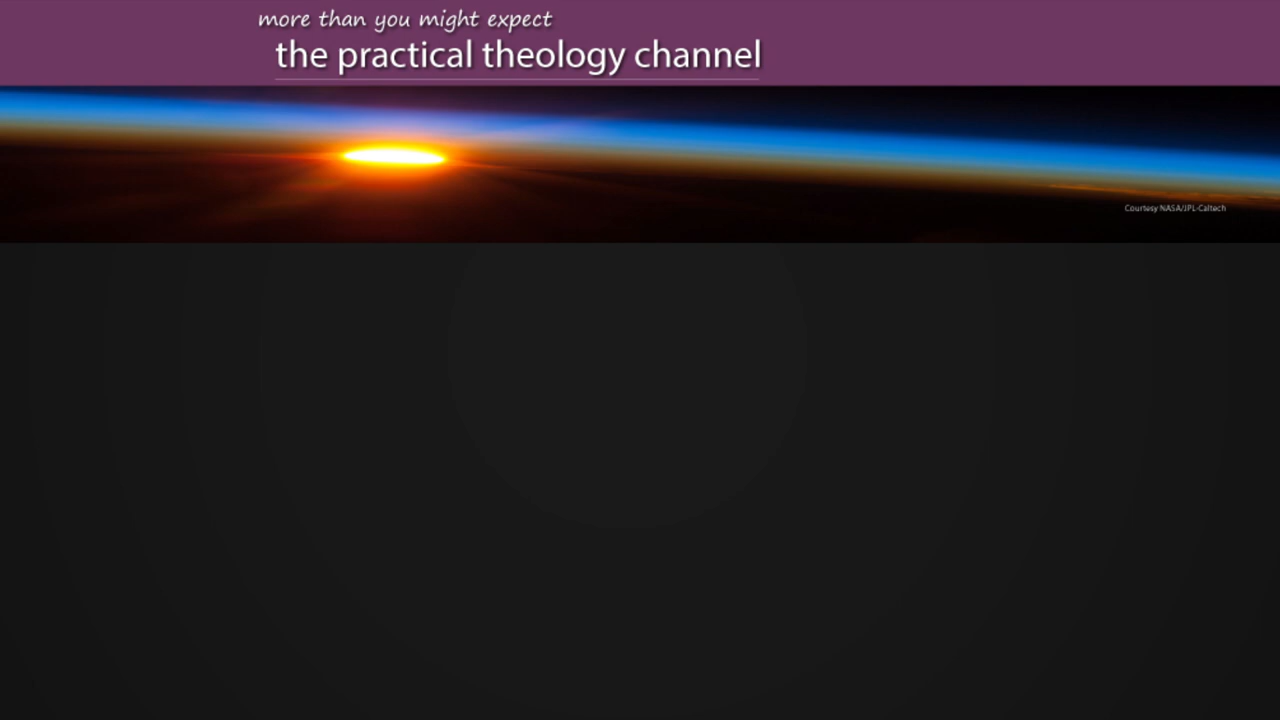 more than you might expect
the practical theology channel
Courtesy NASA/JPL-Caltech